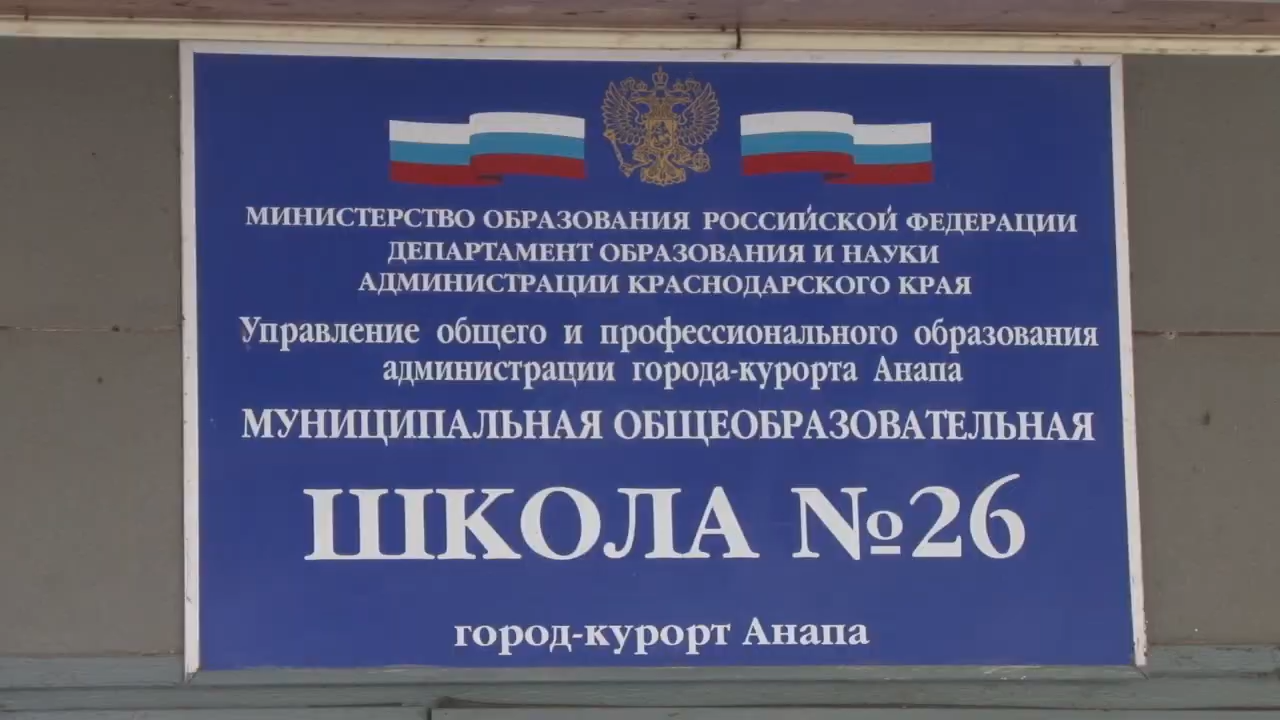 МИНИСТЕРСТВО ОБРАЗОВАНИЯ РОССИЙСКОЙ ФЕДЕРАЦИИ
ДЕПАРТАМЕНТ ОБРАЗОВАНИЯ И НАУКИ
АДМИНИСТРАЦИИ КРАСНОДАРСКОГО КРАЯ
Управление общего и профессионального образования
администрации города-курорта Анапа
МУНИЦИПАЛЬНАЯ ОБЩЕОБРАЗОВАТЕЛЬНАЯ
ШКОЛА №26
город-курорт Анапа